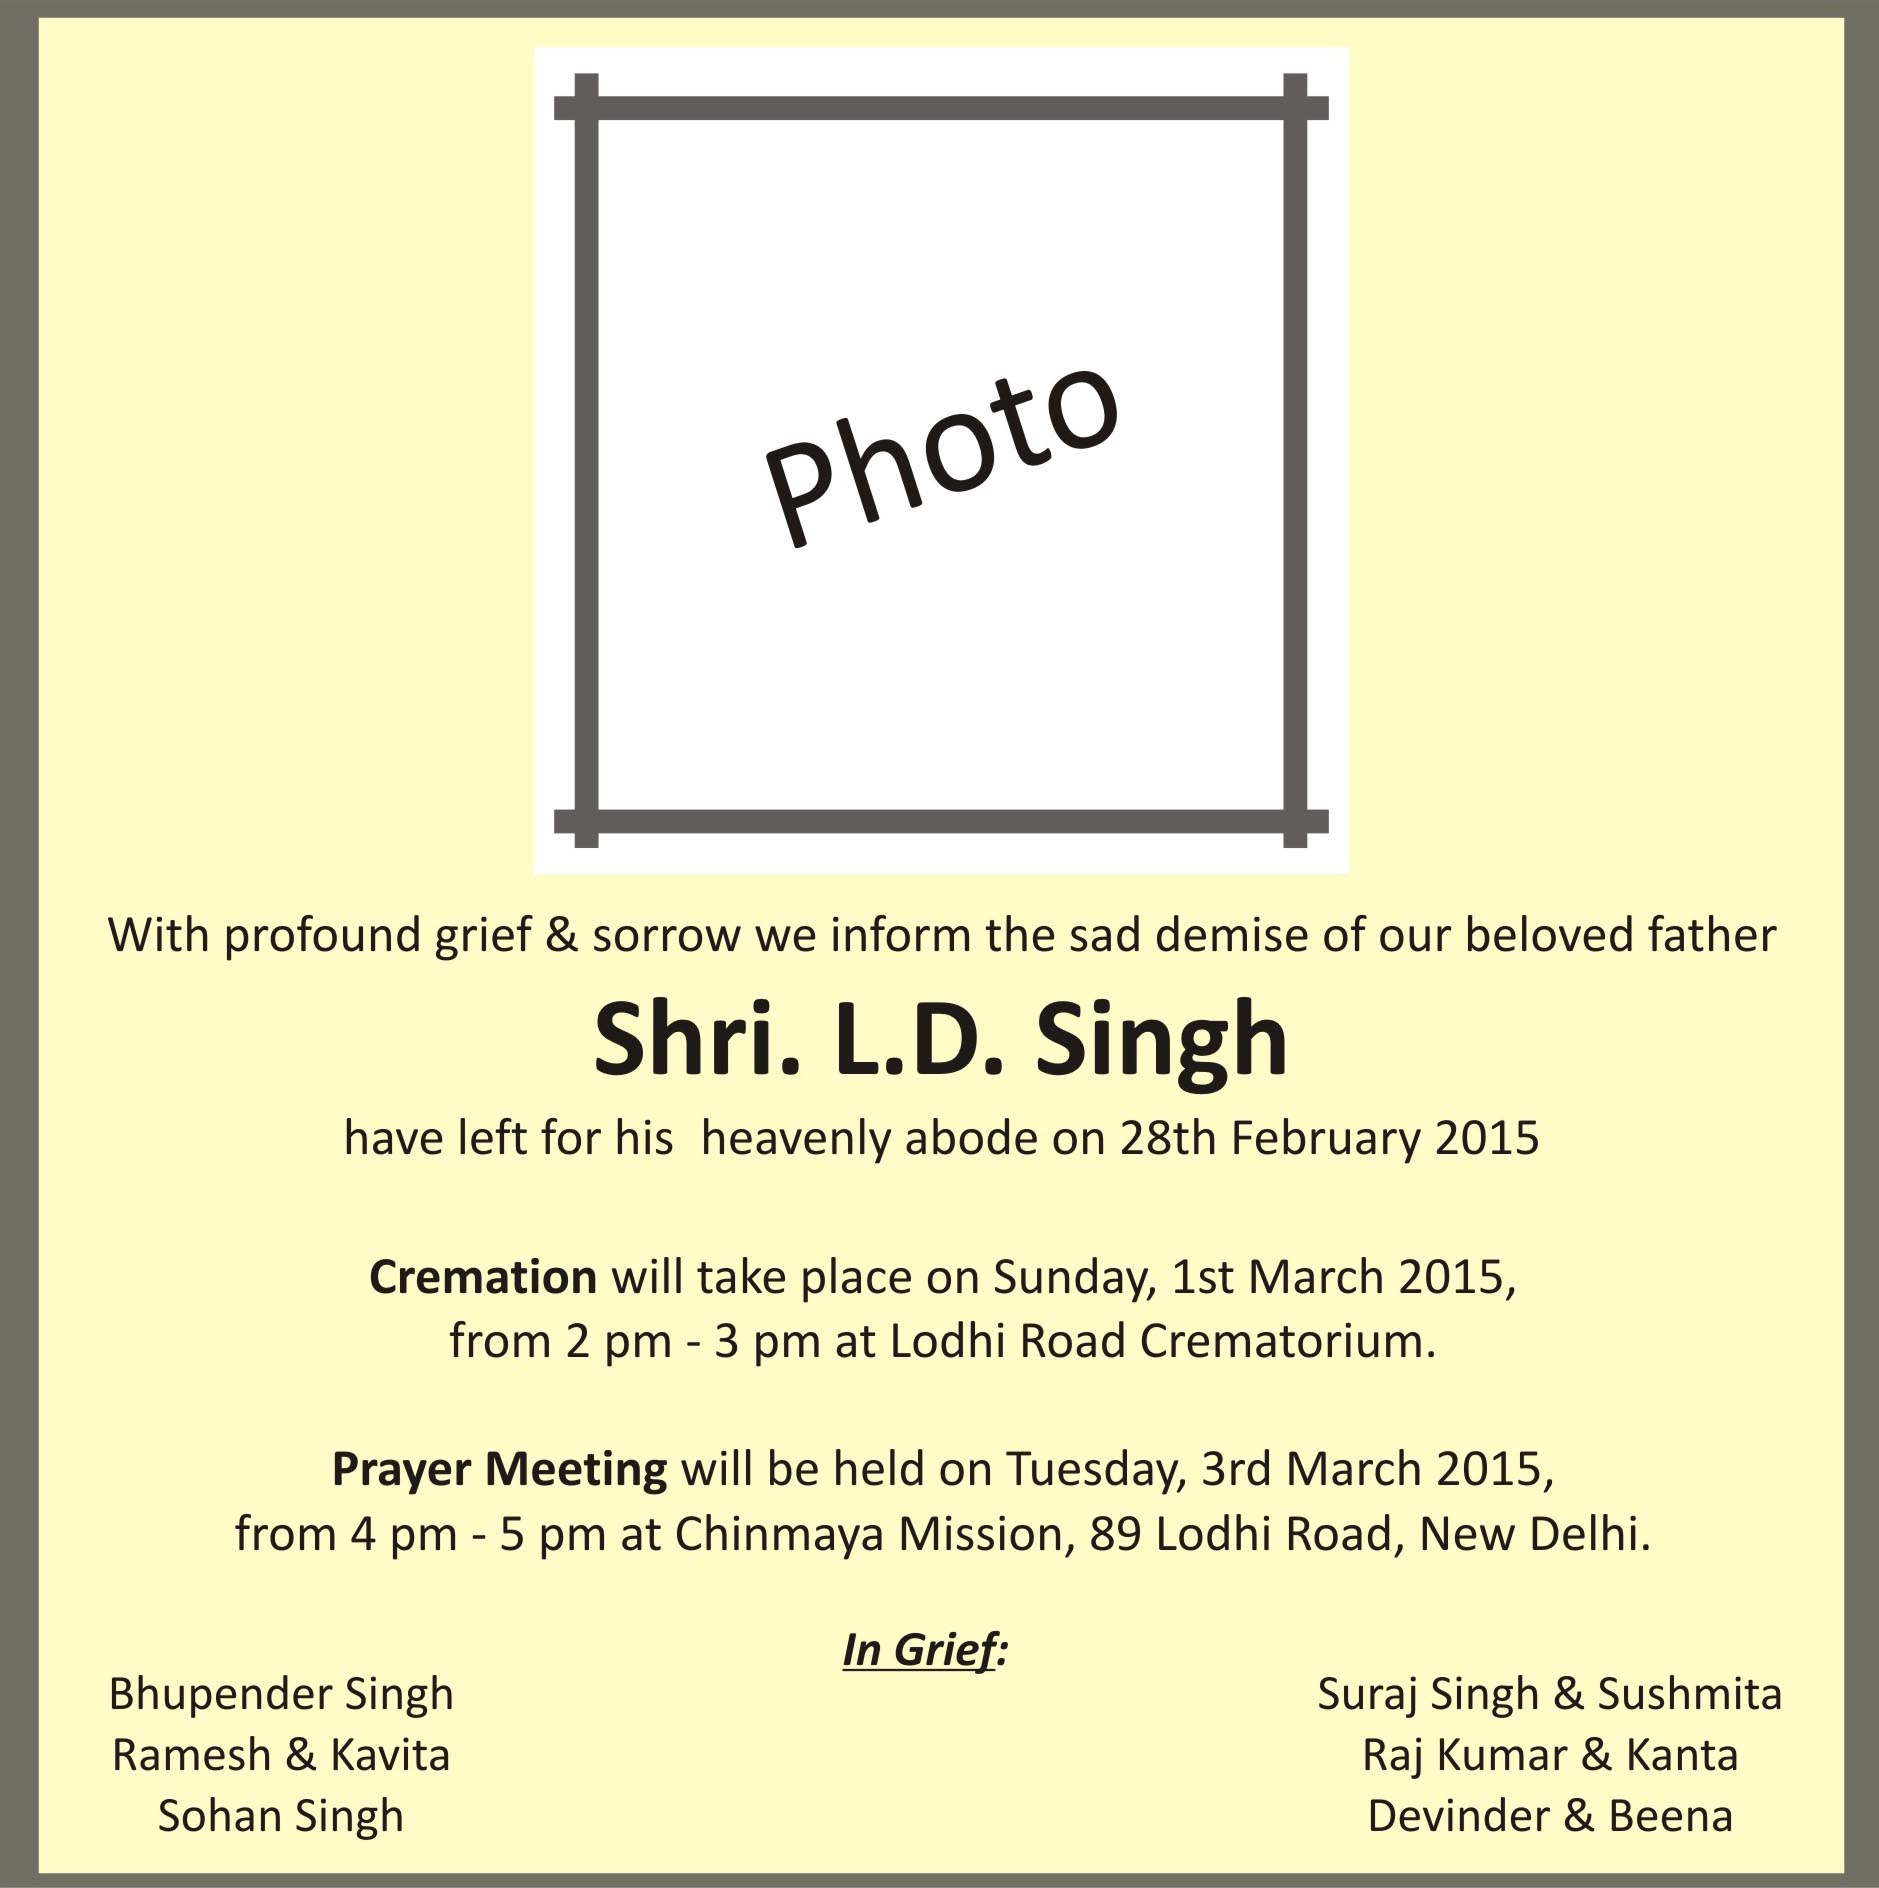 Photo
With profound grief & sorrow we inform the sad demise of our beloved father
Shri. L.D. Singh
have left for his  heavenly abode on 28th February 2015
Cremation will take place on Sunday, 1st March 2015,
from 2 pm - 3 pm at Lodhi Road Crematorium.
Prayer Meeting will be held on Tuesday, 3rd March 2015,
from 4 pm - 5 pm at Chinmaya Mission, 89 Lodhi Road, New Delhi.
In Grief:
Bhupender Singh
Ramesh & Kavita
Sohan Singh
Suraj Singh & Sushmita
Raj Kumar & Kanta
Devinder & Beena